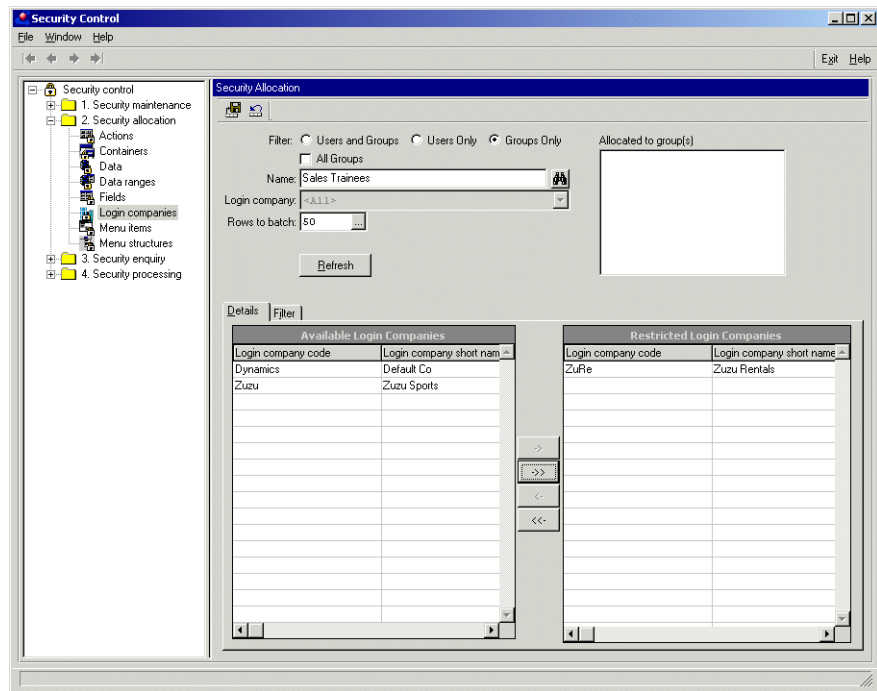 Security Control
File Window Help
Exit Help
Security control
1. Security maintenance
2. Security allocation
Actions
Containers
Data
Data ranges
Fields
Login companies
Menu items
Menu structures
3. Security enquiry
4. Security processing
Security Allocation
Filter: Users and Groups Users Only Groups Only
All Groups
Name: Sales Trainees
Login company: <All>
Rows to batch: 50 ...
Refresh
Allocated to group(s)
Details Filter
Available Login Companies
Login company code Login company short nam
Dynamics Default Co
Zuzu Zuzu Sports
->
->>
<-
<<-
Restricted Login Companies
Login company code Login company short name
ZuRe Zuzu Rentals